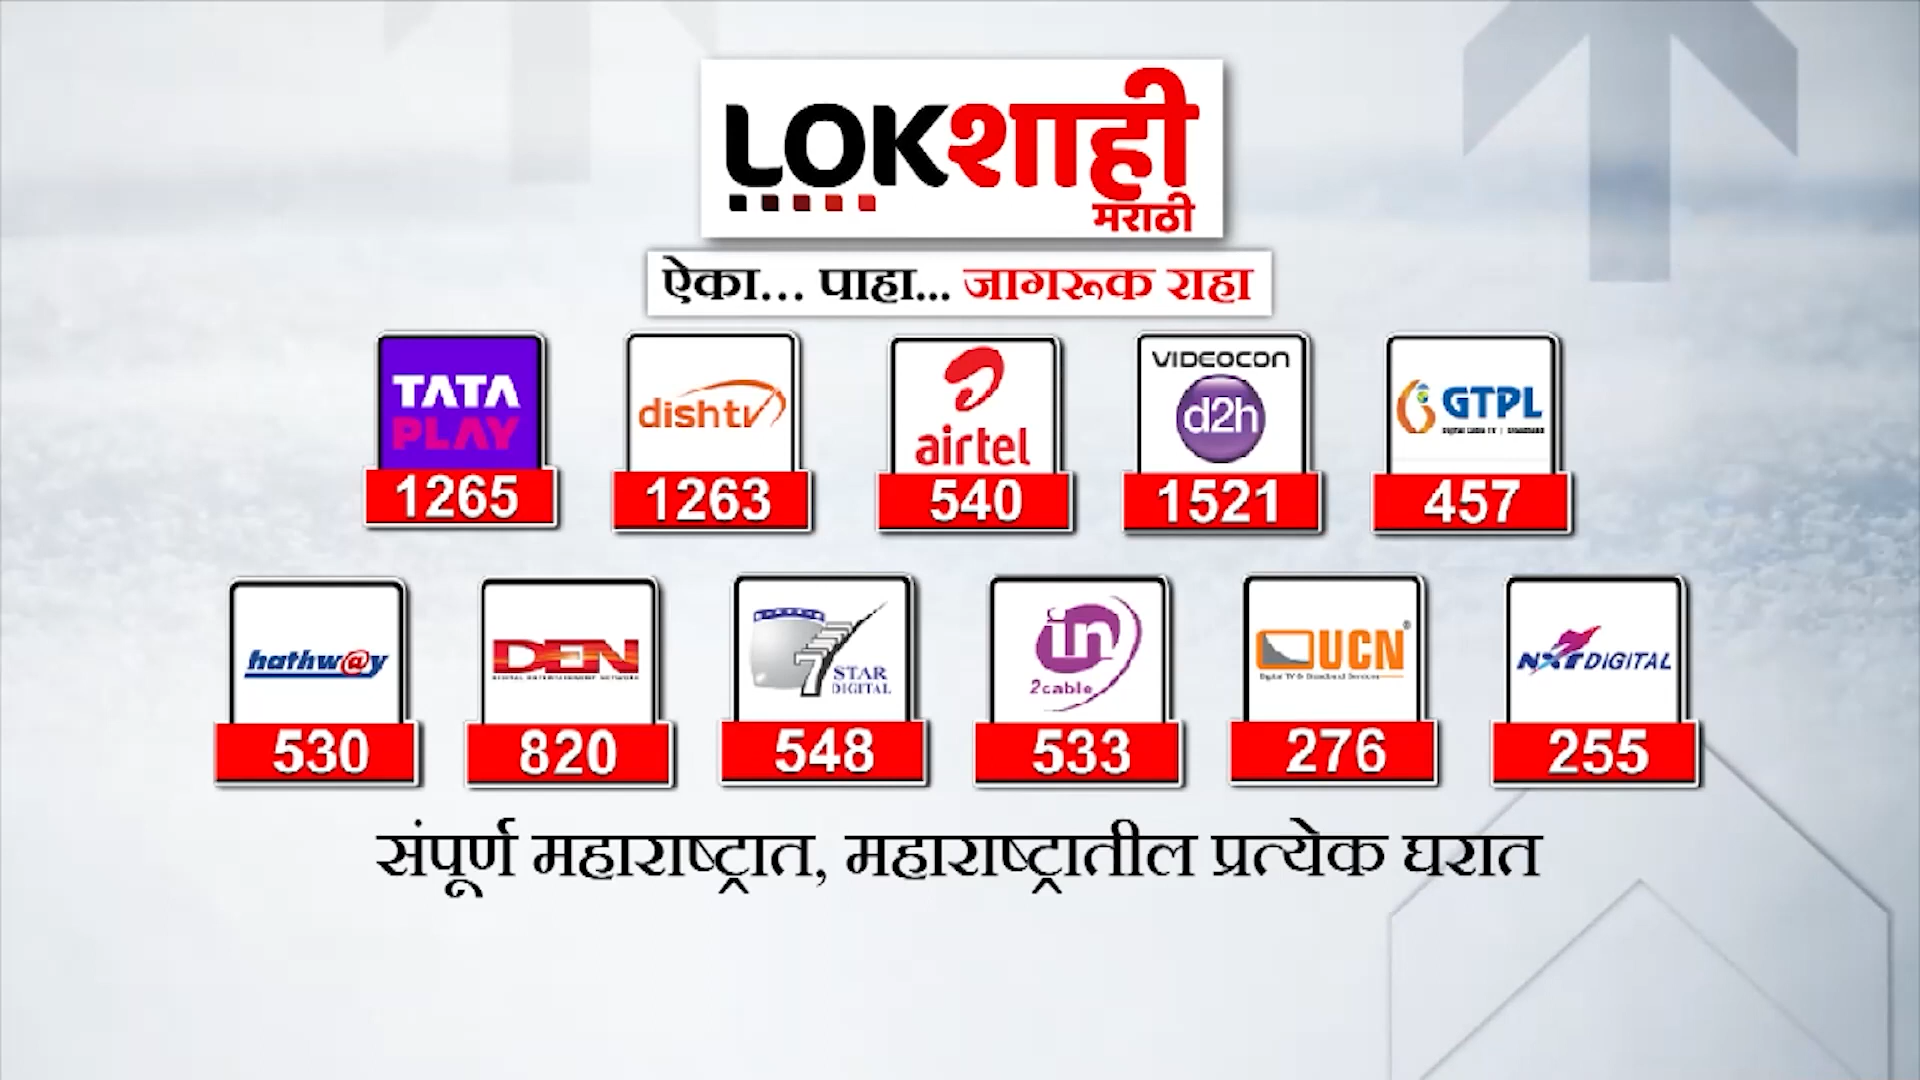 LOKशाही
मराठी
ऐका... पाहा... जागरूक राहा
TATA PLAY
1265
dishtv
1263
airtel
540
VIDEOCON
d2h
1521
GTPL
457
hathw@y
530
DEN
820
7 STAR
DIGITAL
548
in
2cable
533
UCN
276
NXT DIGITAL
255
संपूर्ण महाराष्ट्रात, महाराष्ट्रातील प्रत्येक घरात